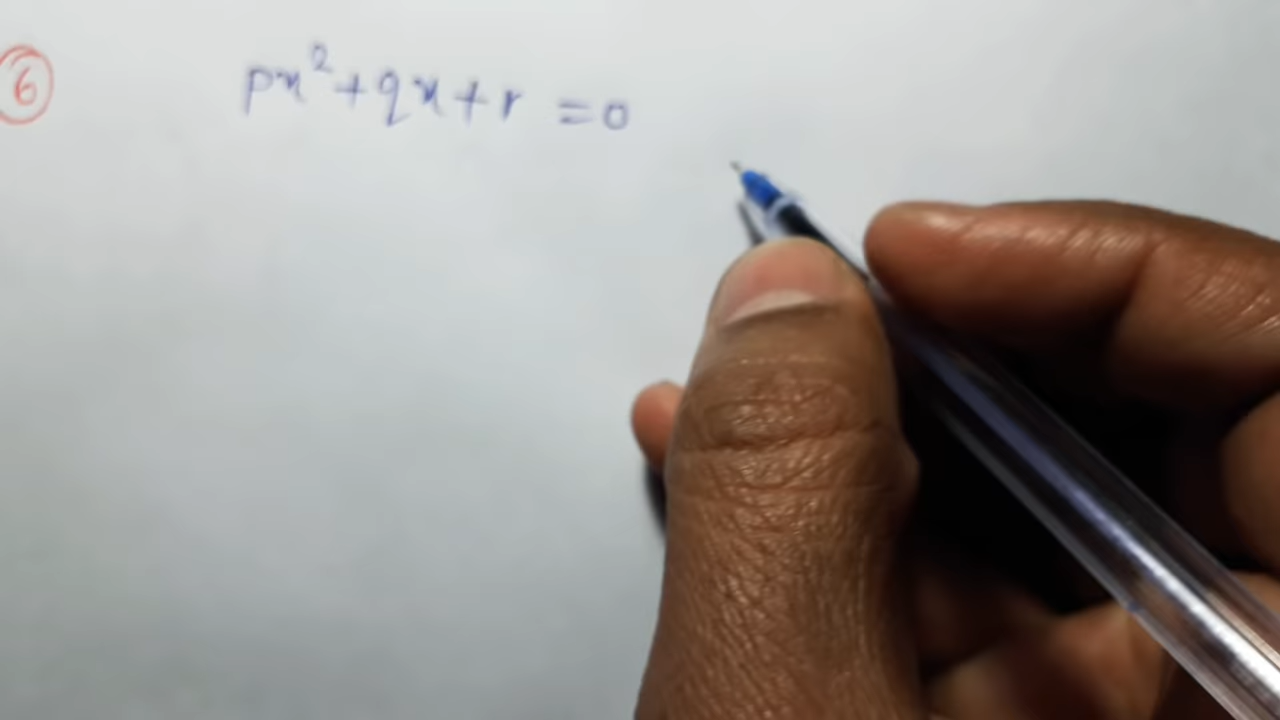 ⑥ px²+qx+r =0